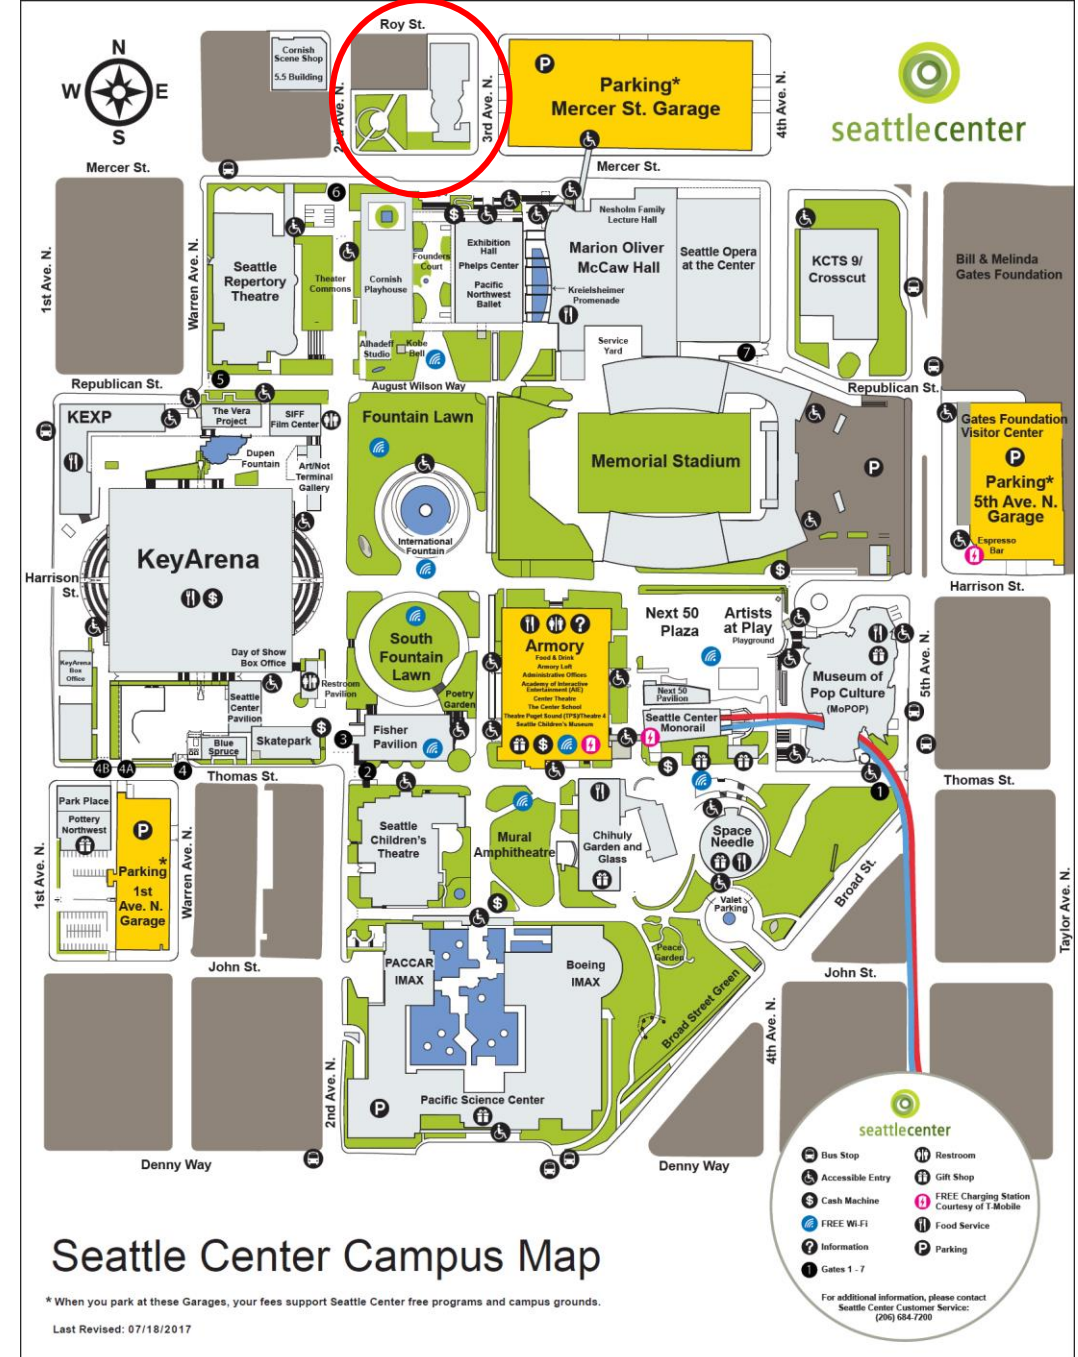 Roy St.
N
W E
S
Cornish
Scene Shop
5.5 Building
2nd Ave. N.
3rd Ave. N.
P
Parking*
Mercer St. Garage
4th Ave. N.
seattlecenter
Mercer St.
Mercer St.
6
1st Ave. N.
Warren Ave. N.
Seattle
Repertory
Theatre
Theater
Commons
Cornish
Playhouse
Founders
Court
$
Exhibition
Hall
Phelps Center
Pacific
Northwest
Ballet
Nesholm Family
Lecture Hall
Marion Oliver
McCaw Hall
Kreielsheimer
Promenade
Seattle Opera
at the Center
KCTS 9/
Crosscut
Bill & Melinda
Gates Foundation
Alhadeff
Studio
Kobe
Bell
Service
Yard
7
5
Republican St.
August Wilson Way
Republican St.
KEXP
The Vera
Project
SIFF
Film Center
Dupen
Fountain
Art/Not
Terminal
Gallery
Fountain Lawn
International
Fountain
Memorial Stadium
P
Gates Foundation
Visitor Center
P
Parking*
5th Ave. N.
Garage
Espresso
Bar
KeyArena
$
Harrison
St.
$
Harrison St.
Day of Show
Box Office
KeyArena
Box
Office
Restroom
Pavilion
Seattle
Center
Pavilion
Blue
Spruce
Skatepark
$
South
Fountain
Lawn
Poetry
Garden
Fisher
Pavilion
3
2
?
Armory
Food & Drink
Armory Loft
Administrative Offices
Academy of Interactive
Entertainment (AIE)
Center Theatre
The Center School
Theatre Puget Sound (TPS)/Theatre 4
Seattle Children's Museum
$
Next 50
Plaza
Artists
at Play
Playground
Next 50
Pavilion
Seattle Center
Monorail
$
Museum of
Pop Culture
(MoPOP)
5th Ave. N.
1
4B
4A
4
Thomas St.
Thomas St.
Park Place
Pottery
Northwest
P
Parking*
1st
Ave. N.
Garage
1st Ave. N.
Warren Ave. N.
Seattle
Children's
Theatre
Mural
Amphitheatre
Chihuly
Garden and
Glass
Space
Needle
Valet
Parking
Broad St.
Taylor Ave. N.
$
John St.
PACCAR
IMAX
Boeing
IMAX
Peace
Garden
Broad Street Green
John St.
4th Ave. N.
2nd Ave. N.
P
Pacific Science Center
Denny Way
Denny Way
seattlecenter
Bus Stop
Accessible Entry
$ Cash Machine
FREE Wi-Fi
? Information
1 Gates 1 - 7
Restroom
Gift Shop
FREE Charging Station
Courtesy of T-Mobile
Food Service
P Parking
For additional information, please contact
Seattle Center Customer Service:
(206) 684-7200
Seattle Center Campus Map
* When you park at these Garages, your fees support Seattle Center free programs and campus grounds.
Last Revised: 07/18/2017